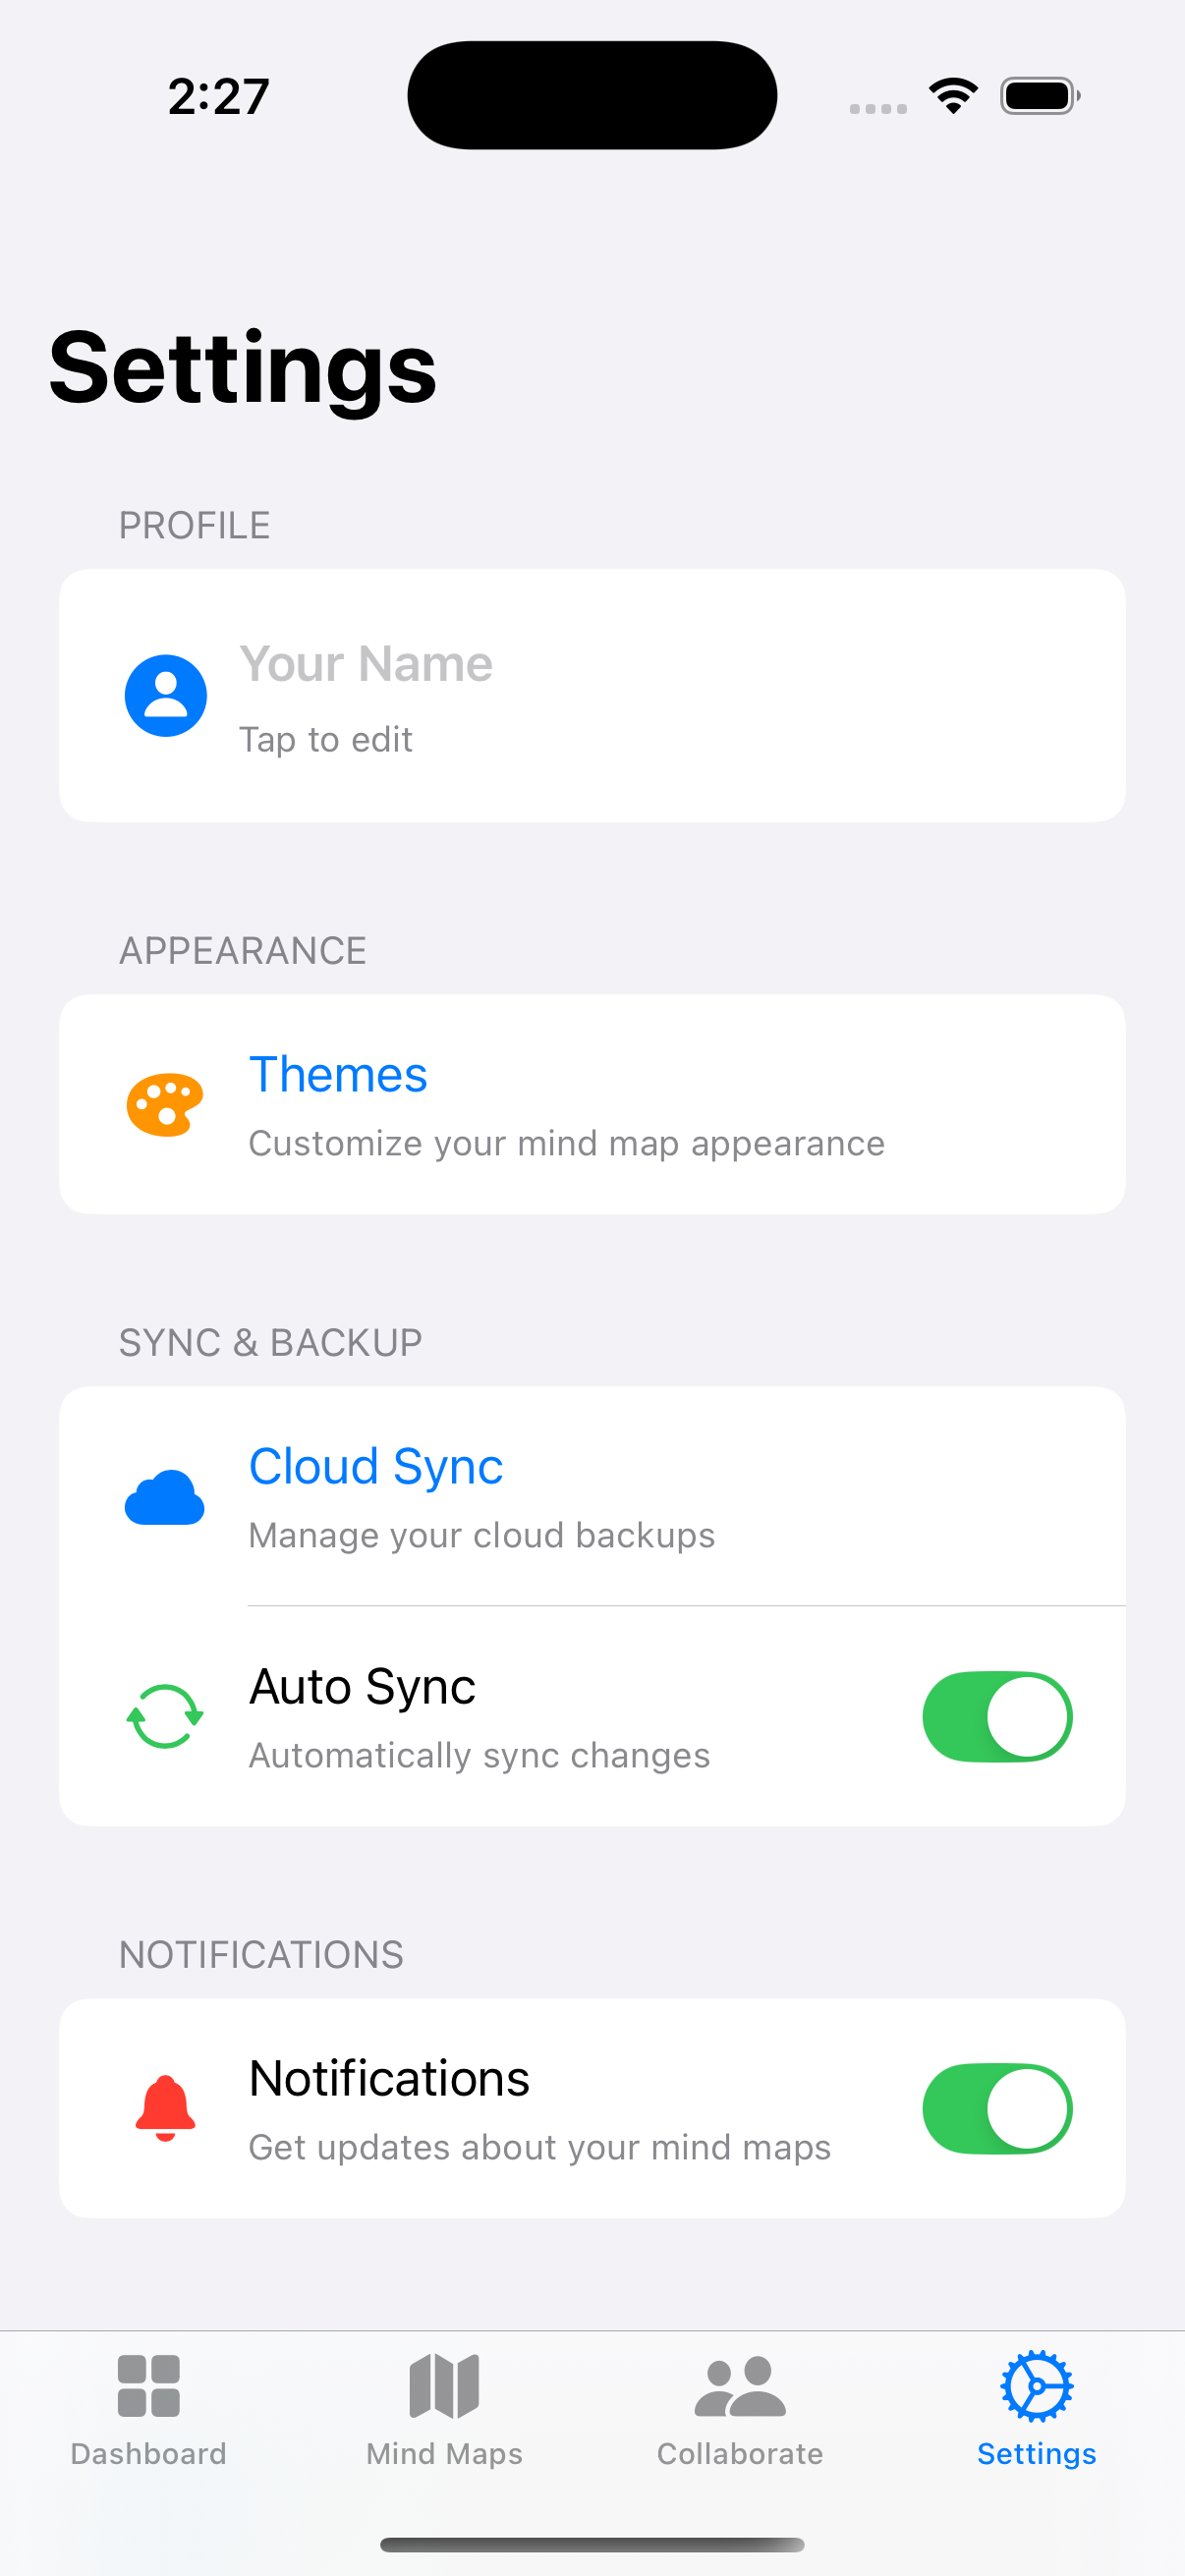 2:27
Settings
PROFILE
Your Name
Tap to edit
APPEARANCE
Themes
Customize your mind map appearance
SYNC & BACKUP
Cloud Sync
Manage your cloud backups
Auto Sync
Automatically sync changes
NOTIFICATIONS
Notifications
Get updates about your mind maps
Dashboard
Mind Maps
Collaborate
Settings